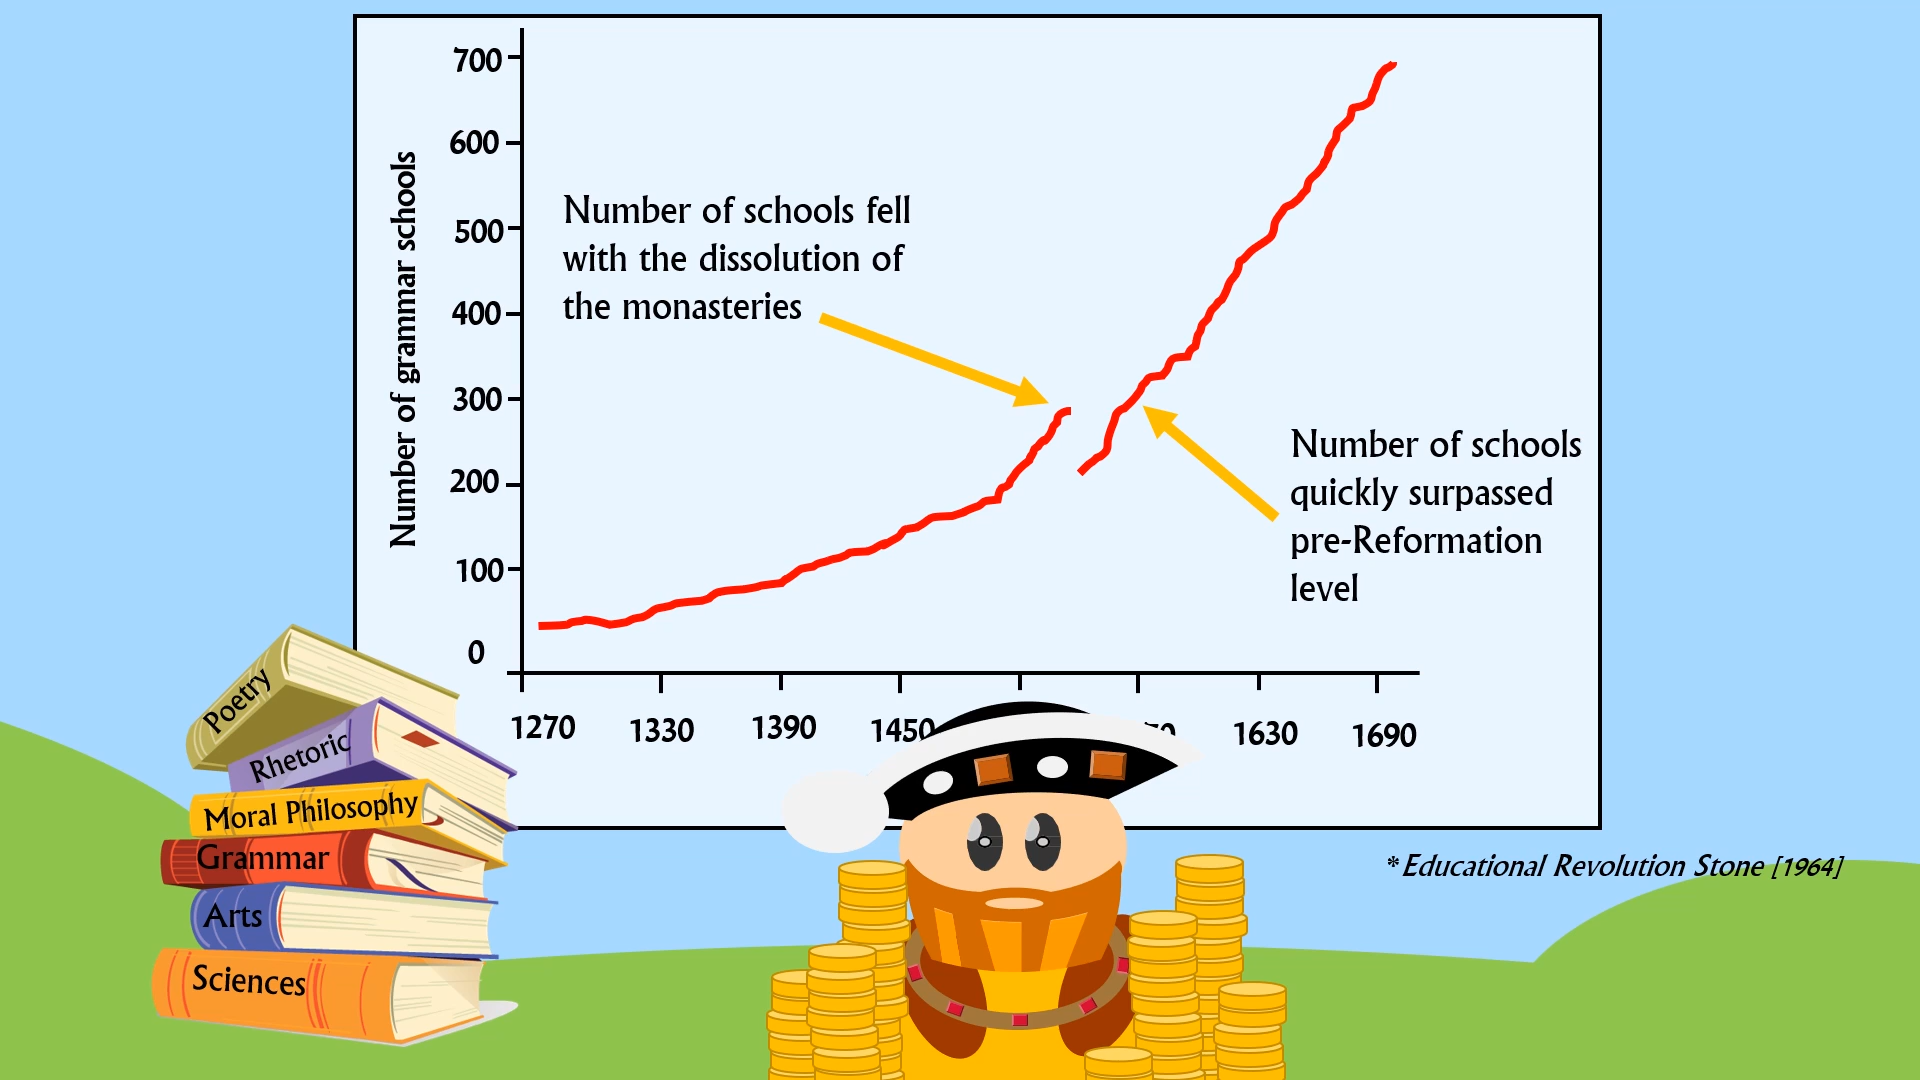 700
600
500
400
300
200
100
0
Number of grammar schools
Number of schools fell
with the dissolution of
the monasteries
Number of schools
quickly surpassed
pre-Reformation
level
1270 1330 1390 1450 1630 1690
*Educational Revolution Stone [1964]
Poetry
Rhetoric
Moral Philosophy
Grammar
Arts
Sciences